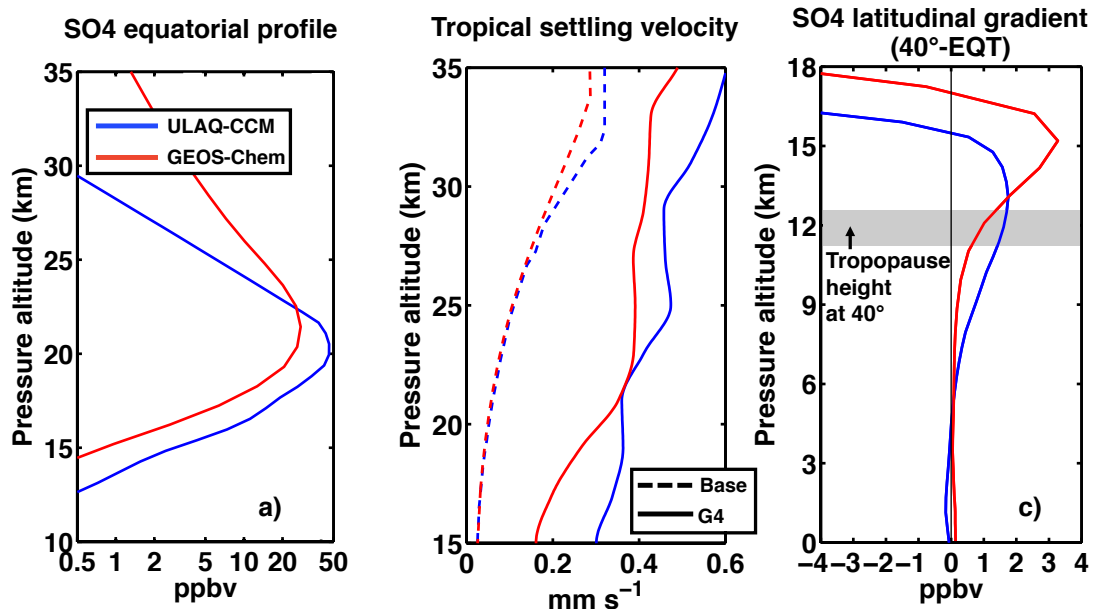 SO4 equatorial profile
35
30
25
20
15
10
0.5
1
2
5
10
20
50
Pressure altitude (km)
ppbv
ULAQ-CCM
GEOS-Chem
a)
Tropical settling velocity
35
30
25
20
15
0
0.2
0.4
0.6
Pressure altitude (km)
mm s⁻¹
Base
G4
SO4 latitudinal gradient
(40°-EQT)
18
15
12
9
6
3
0
−4
−3
−2
−1
0
1
2
3
4
Pressure altitude (km)
ppbv
Tropopause
height
at 40°
c)